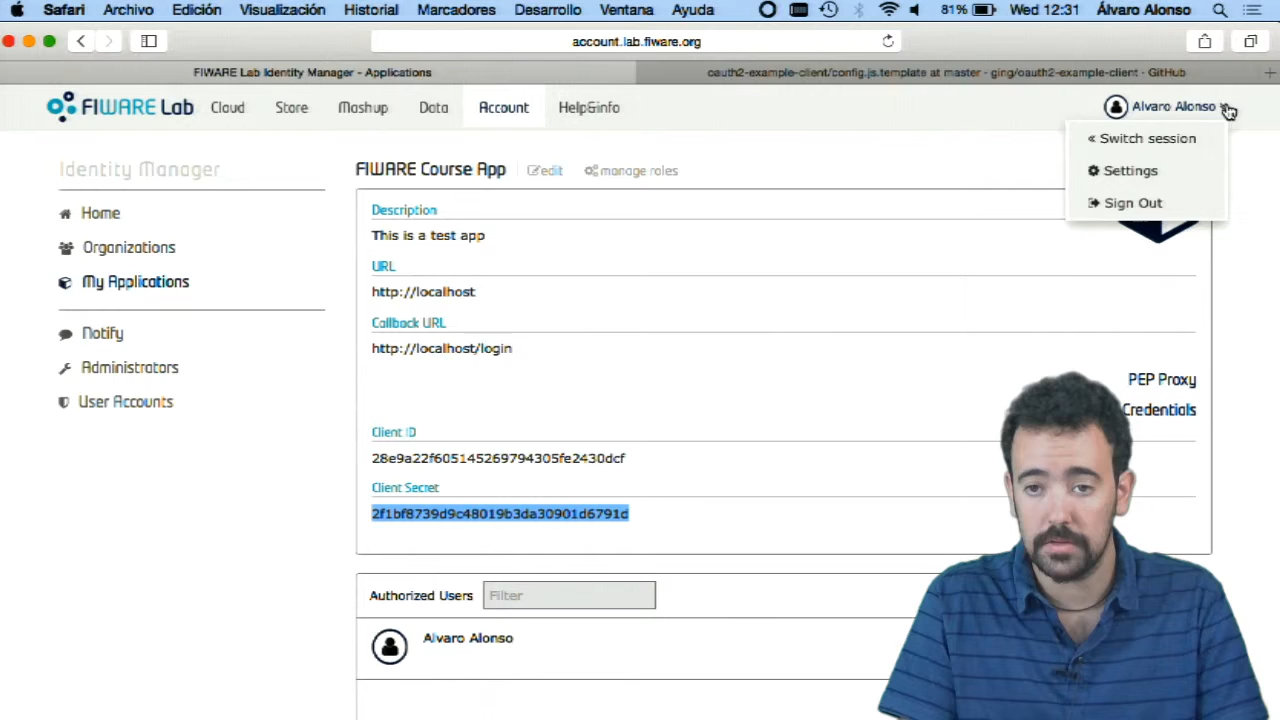 Safari Archivo Edición Visualización Historial Marcadores Desarrollo Ventana Ayuda 81% Wed 12:31 Álvaro Alonso
account.lab.fiware.org
FIWARE Lab Identity Manager - Applications oauth2-example-client/config.js.template at master - ging/oauth2-example-client - GitHub
FIWARE Lab Cloud Store Mashup Data Account Help&info Alvaro Alonso
« Switch session
Settings
Sign Out
Identity Manager
Home
Organizations
My Applications
Notify
Administrators
User Accounts
FIWARE Course App edit manage roles
Description
This is a test app
URL
http://localhost
Callback URL
http://localhost/login
PEP Proxy
Credentials
Client ID
28e9a22f605145269794305fe2430dcf
Client Secret
2f1bf8739d9c48019b3da30901d6791d
Authorized Users Filter
Alvaro Alonso